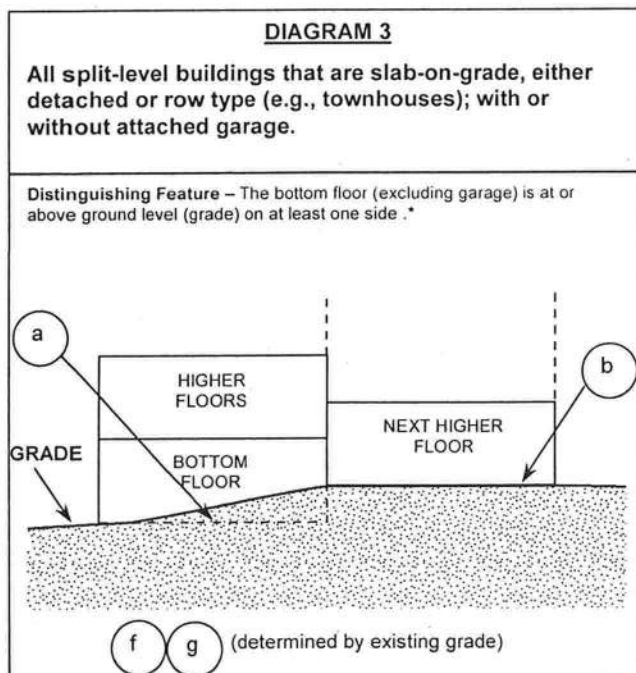 DIAGRAM 3
All split-level buildings that are slab-on-grade, either
detached or row type (e.g., townhouses); with or
without attached garage.
Distinguishing Feature – The bottom floor (excluding garage) is at or
above ground level (grade) on at least one side .*
a
b
HIGHER
FLOORS
NEXT HIGHER
FLOOR
GRADE
BOTTOM
FLOOR
f g (determined by existing grade)